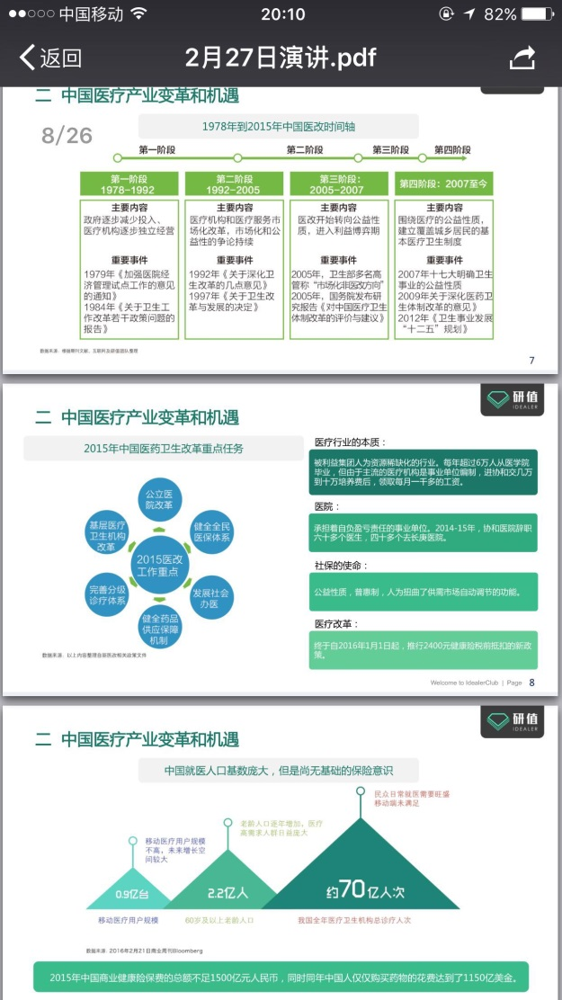 中国移动
20:10
82%
返回
2月27日演讲.pdf
二 中国医疗产业变革和机遇
8/26
1978年到2015年中国医改时间轴
第一阶段
第二阶段
第三阶段
第四阶段
第一阶段
1978-1992
主要内容
政府逐步减少投入、
医疗机构逐步独立经营
重要事件
1979年《加强医院经
济管理试点工作的意见
的通知》
1984年《关于卫生工
作改革若干政策问题的
报告》
第二阶段
1992-2005
主要内容
医疗机构和医疗服务市
场化改革，市场化和公
益性的争论持续
重要事件
1992年《关于深化卫
生改革的几点意见》
1997年《关于卫生改
革与发展的决定》
第三阶段：
2005-2007
主要内容
医改开始转向公益性
质，进入利益博弈期
重要事件
2005年，卫生部多名高
管称“市场化非医改方向”
2005年，国务院发布研
究报告《对中国医疗卫生
体制改革的评价与建议》
第四阶段：2007至今
主要内容
围绕医疗的公益性质，
建立覆盖城乡居民的基
本医疗卫生制度
重要事件
2007年十七大明确卫生
事业的公益性质
2009年关于深化医药卫
生体制改革的意见》
2012年《卫生事业发展
“十二五”规划》
数据来源：根据期刊文献、互联网及研值团队整理
7
研值
IDEALER
二 中国医疗产业变革和机遇
2015年中国医药卫生改革重点任务
公立医
院改革
健全全民
医保体系
发展社会
办医
健全药品
供应保障
机制
完善分级
诊疗体系
基层医疗
卫生机构
改革
2015医改
工作重点
数据来源：以上内容整理自新医改相关政策文件
医疗行业的本质：
被利益集团人为资源稀缺化的行业。每年超过6万人从医学院
毕业，但由于主流的医疗机构是事业单位编制，进协和交几万
到十万培养费后，领取每月一千多的工资。
医院：
承担着自负盈亏责任的事业单位。2014-15年，协和医院辞职
六十多个医生，四十多个去长庚医院。
社保的使命：
公益性质，普惠制，人为扭曲了供需市场自动调节的功能。
医疗改革：
终于自2016年1月1日起，推行2400元健康险税前抵扣的新政
策。
Welcome to IdealerClub | Page 8
研值
IDEALER
二 中国医疗产业变革和机遇
中国就医人口基数庞大，但是尚无基础的保险意识
民众日常就医需要旺盛
移动端未满足
老龄人口逐年增加，医疗
高需求人群日益庞大
移动医疗用户规模
不高，未来增长空
间较大
0.9亿台
2.2亿人
约70亿人次
移动医疗用户规模
60岁及以上老龄人口
我国全年医疗卫生机构总诊疗人次
数据来源：2016年2月21日商业周刊Bloomberg
2015年中国商业健康险保费的总额不足1500亿元人民币，同时同年中国人仅仅购买药物的花费达到了1150亿美金。